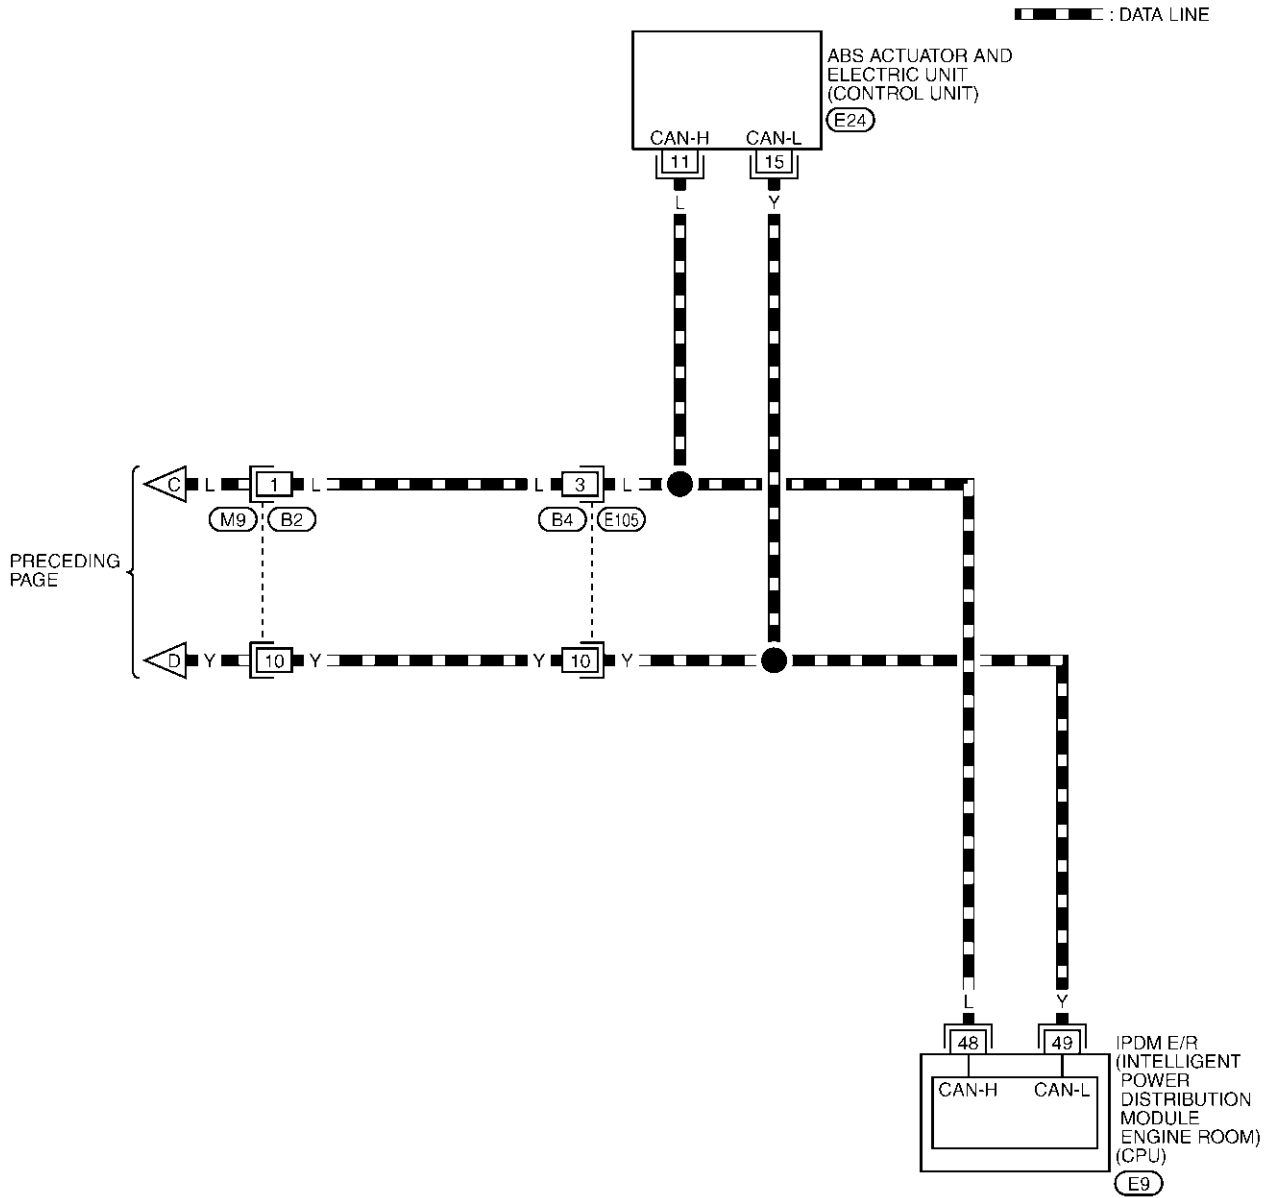 : DATA LINE
ABS ACTUATOR AND
ELECTRIC UNIT
(CONTROL UNIT)
E24
CAN-H CAN-L
11 15
L Y
C L 1 L L 3 L
M9 B2 B4 E105
PRECEDING
PAGE
D Y 10 Y Y 10 Y
L Y
48 49
IPDM E/R
(INTELLIGENT
POWER
DISTRIBUTION
MODULE
ENGINE ROOM)
(CPU)
CAN-H CAN-L
E9